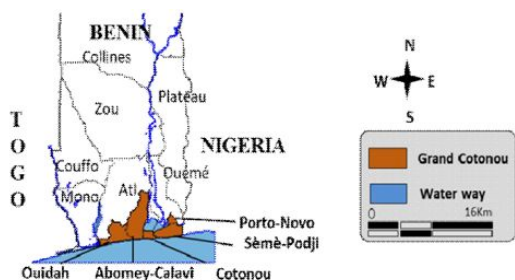 BENIN
Collines
Zou
Plateau
TOGO
NIGERIA
Couffo
Ouémé
Mono
Atl
Porto-Novo
Sèmè-Podji
Ouidah Abomey-Calavi Cotonou
N
W E
S
Grand Cotonou
Water way
0 16Km